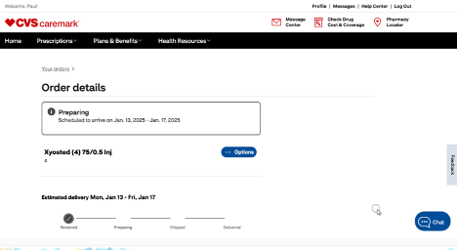 Welcome, Paul!
Profile | Messages | Help Center | Log Out
CVS caremark
Message Center
Check Drug Cost & Coverage
Pharmacy Locator
Home Prescriptions Plans & Benefits Health Resources
Your orders >
Order details
Preparing
Scheduled to arrive on Jan. 13, 2025 - Jan. 17, 2025
Xyosted (4) 75/0.5 Inj
Options
Estimated delivery Mon, Jan 13 - Fri, Jan 17
Received Preparing Shipped Delivered
Feedback
Chat